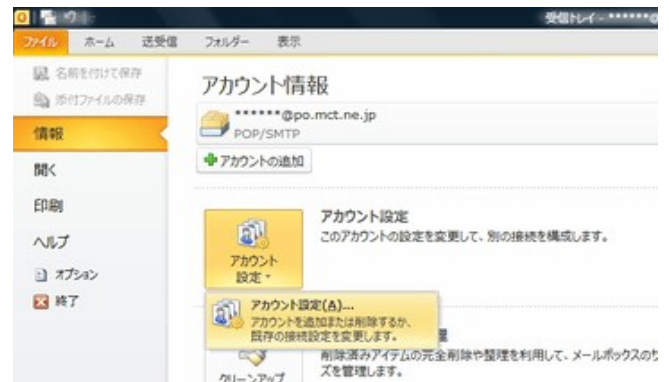 受信トレイ - ******@
ファイル ホーム 送受信 フォルダー 表示
名前を付けて保存
添付ファイルの保存
情報
開く
印刷
ヘルプ
オプション
終了
アカウント情報
******@po.mct.ne.jp
POP/SMTP
アカウントの追加
アカウント設定
このアカウントの設定を変更して、別の接続を構成します。
アカウント
設定
アカウント設定(A)...
アカウントを追加または削除するか、
既存の接続設定を変更します。
削除済みアイテムの完全削除や整理を利用して、メールボックスのサ
ズを管理します。
クリーンアップ